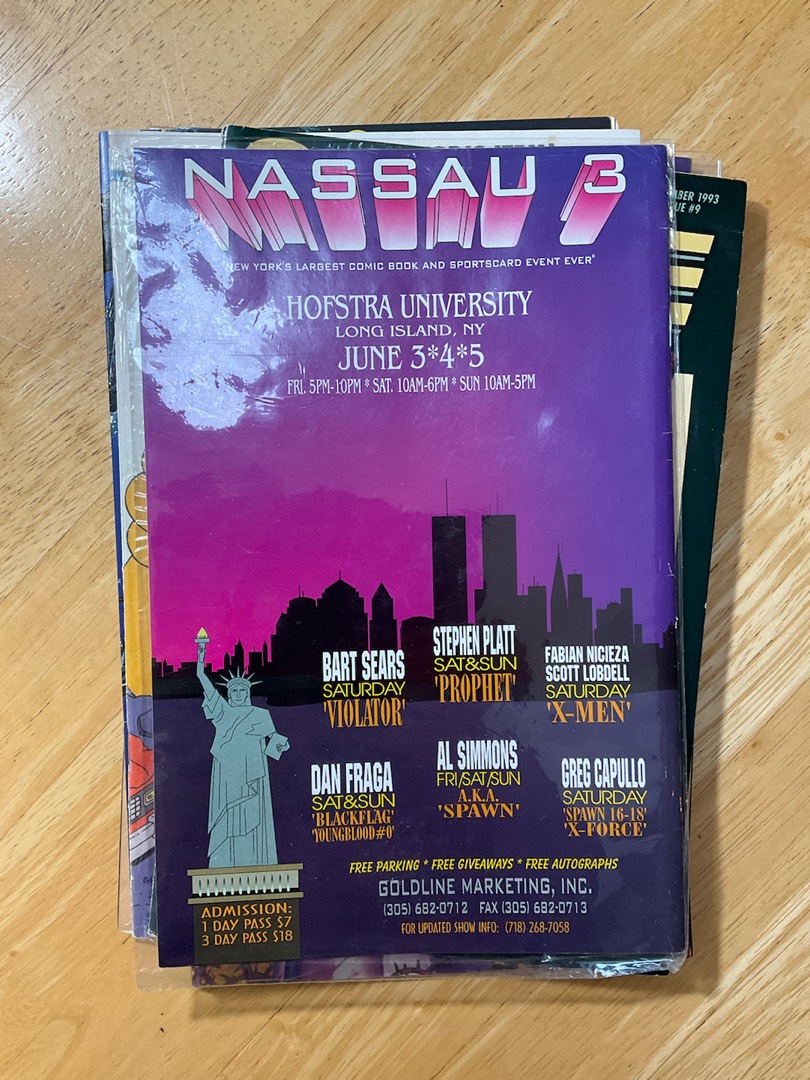 NASSAU 3
NEW YORK'S LARGEST COMIC BOOK AND SPORTSCARD EVENT EVER®
HOFSTRA UNIVERSITY
LONG ISLAND, NY
JUNE 3*4*5
FRI. 5PM-10PM * SAT. 10AM-6PM * SUN 10AM-5PM
BART SEARS
SATURDAY
'VIOLATOR'
STEPHEN PLATT
SAT&SUN
'PROPHET'
FABIAN NICIEZA
SCOTT LOBDELL
SATURDAY
'X-MEN'
DAN FRAGA
SAT&SUN
'BLACKFLAG'
'YOUNGBLOOD#0'
AL SIMMONS
FRI/SAT/SUN
A.K.A.
'SPAWN'
GREG CAPULLO
SATURDAY
'SPAWN 16-18'
'X-FORCE'
FREE PARKING * FREE GIVEAWAYS * FREE AUTOGRAPHS
GOLDLINE MARKETING, INC.
(305) 682-0712 FAX (305) 682-0713
FOR UPDATED SHOW INFO: (718) 268-7058
ADMISSION:
1 DAY PASS $7
3 DAY PASS $18
MBER 1993
UE #9